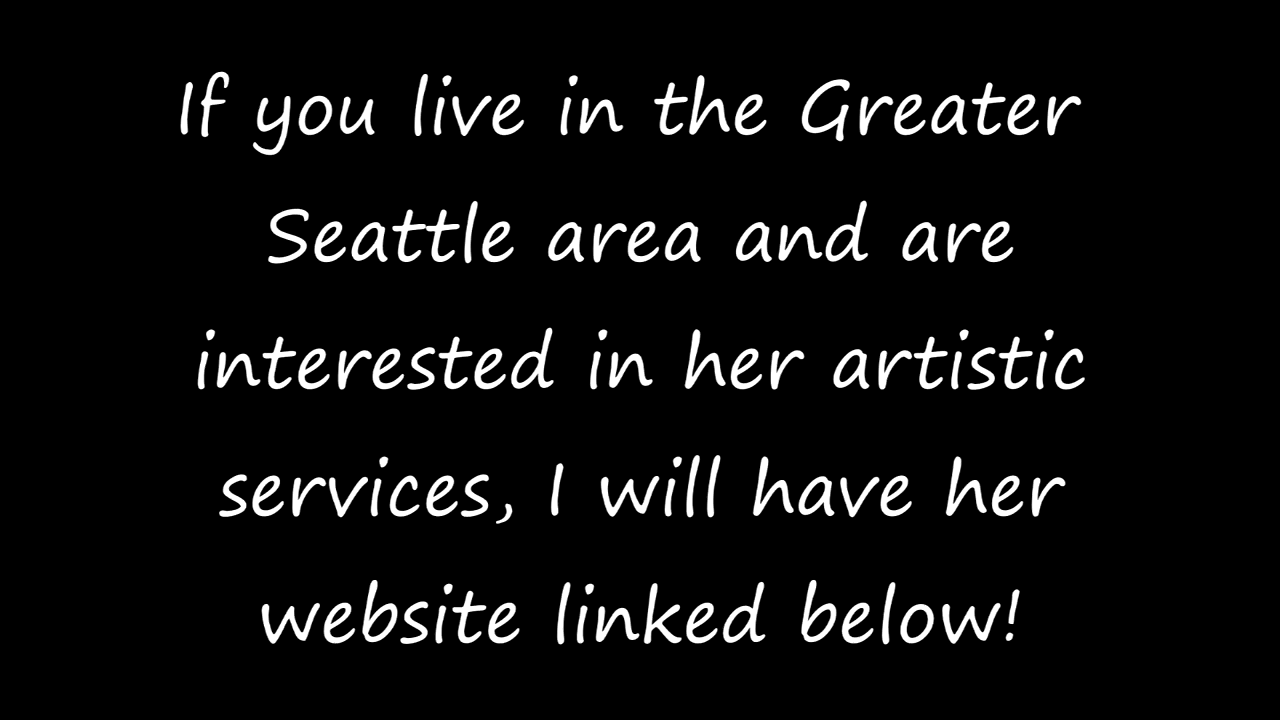 If you live in the Greater
Seattle area and are
interested in her artistic
services, I will have her
website linked below!